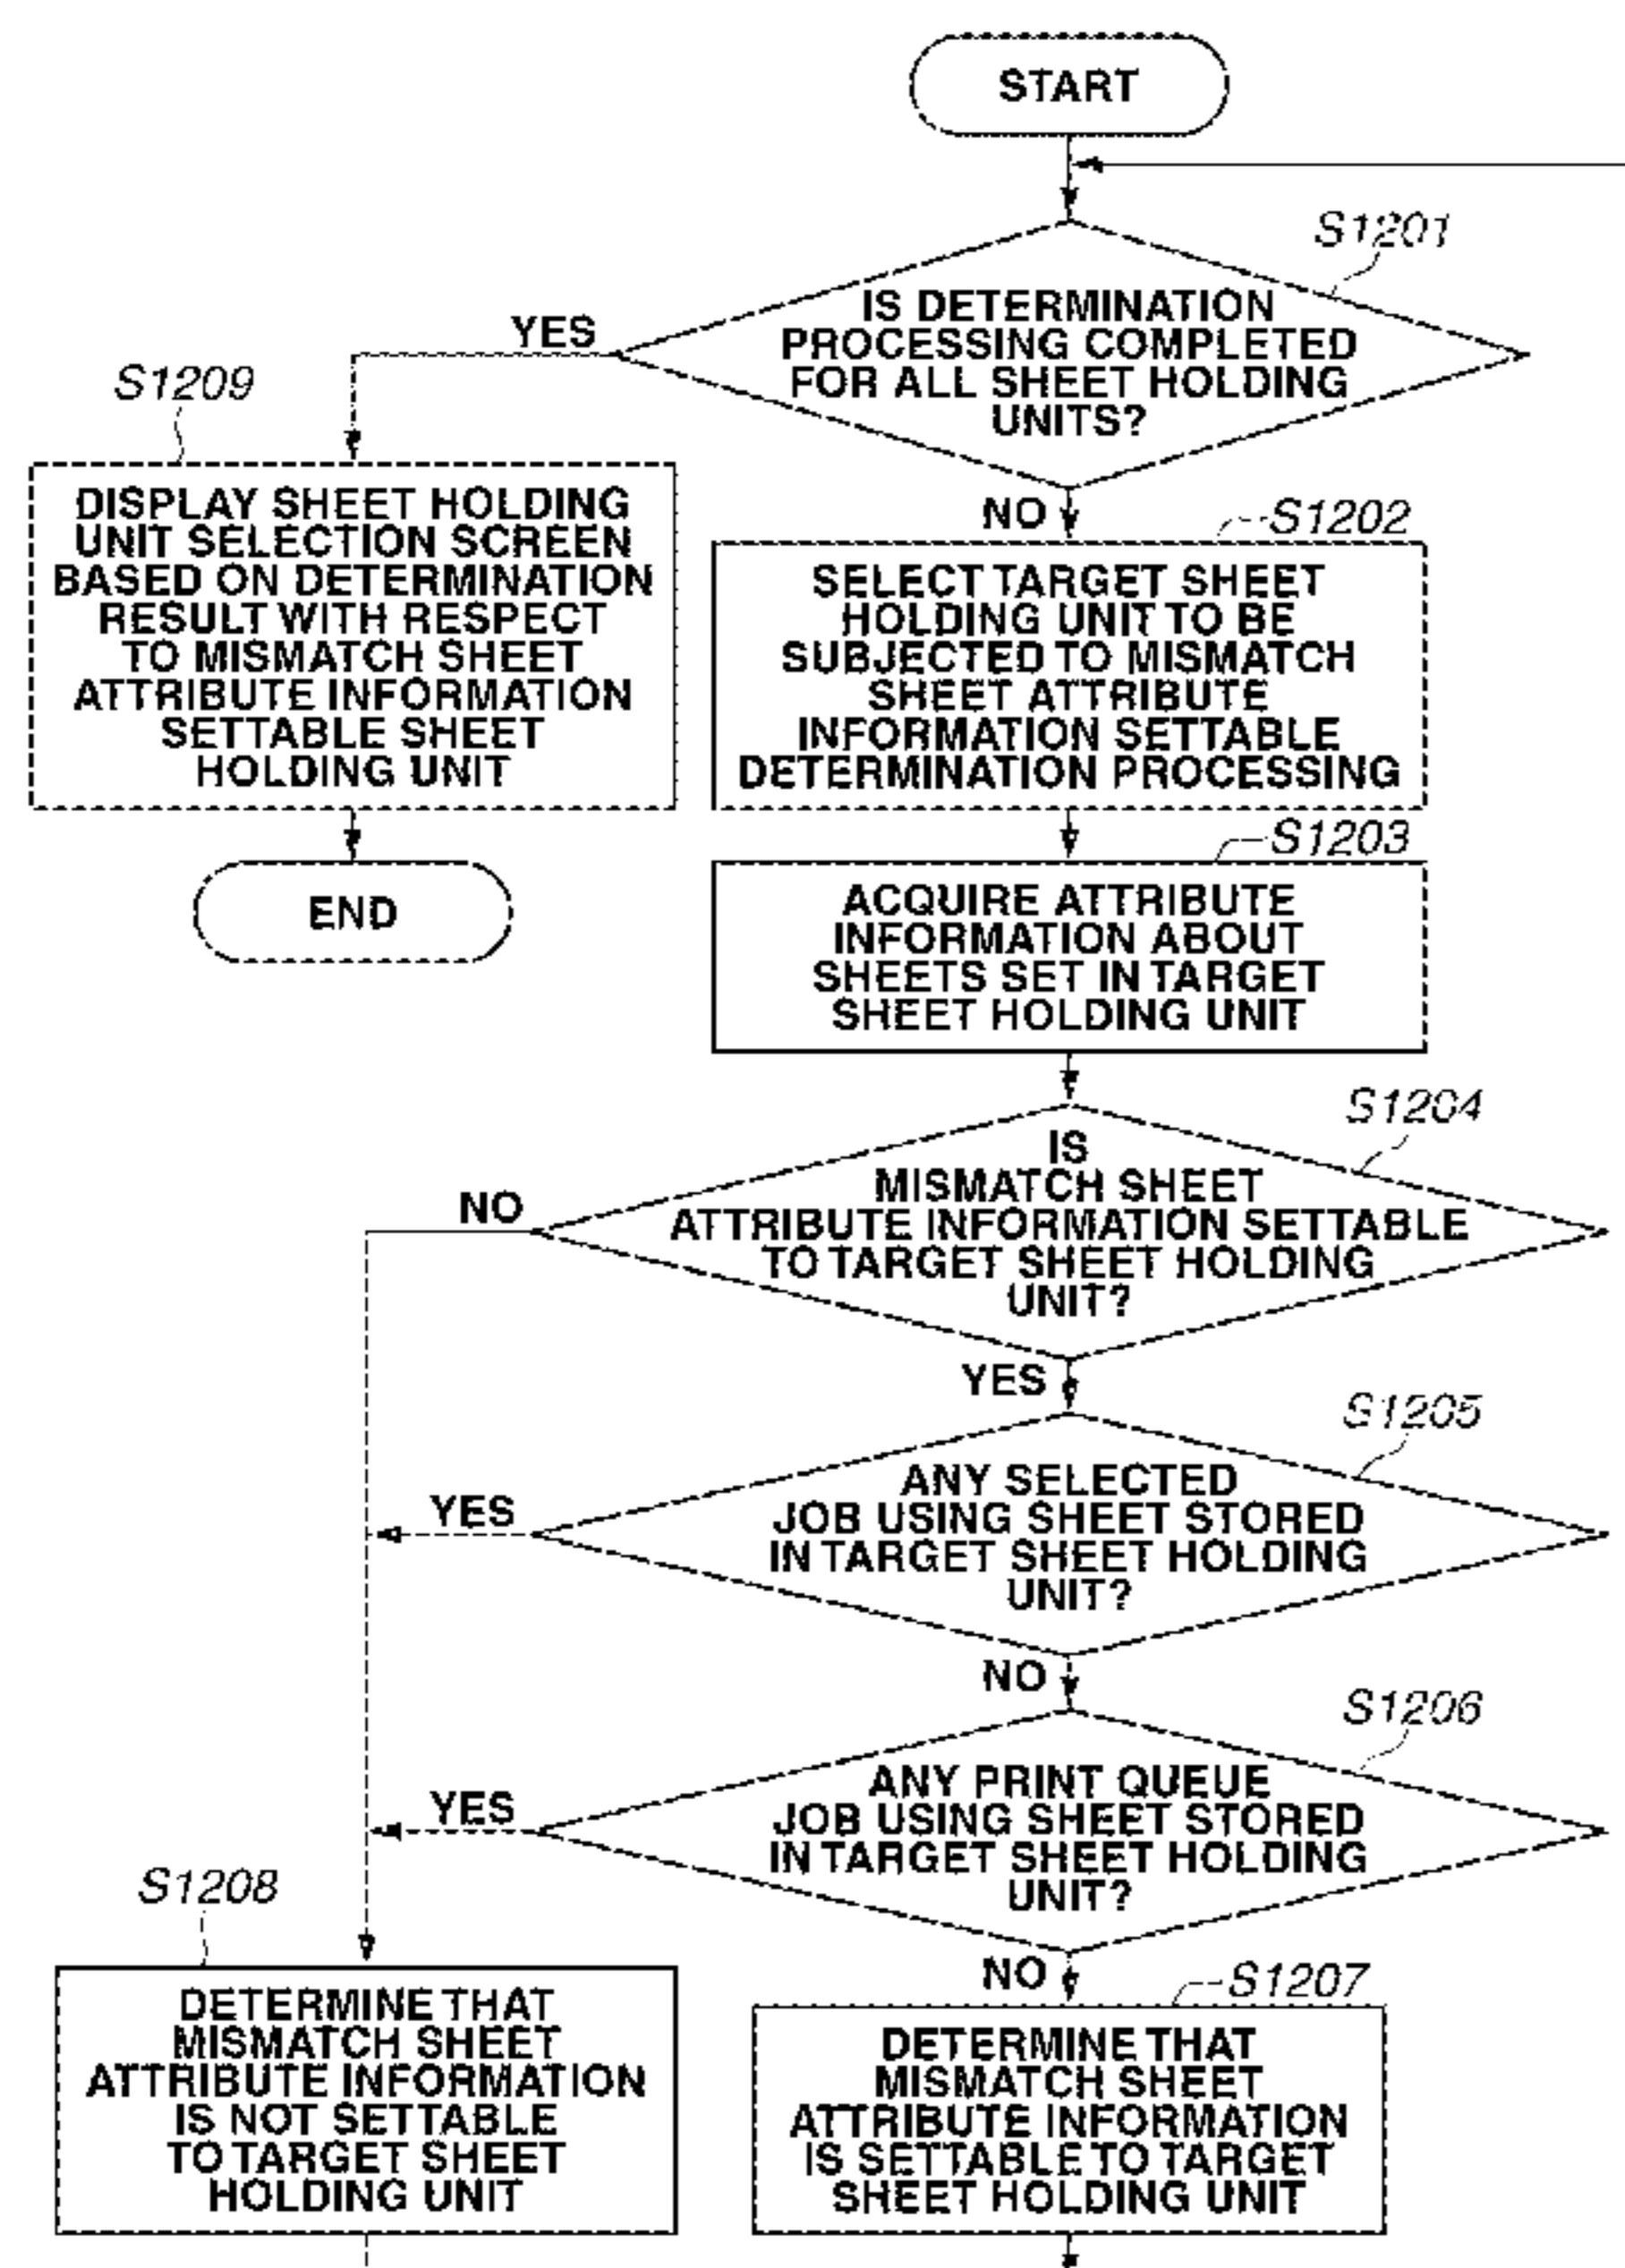 START
S1201
IS DETERMINATION
PROCESSING COMPLETED
FOR ALL SHEET HOLDING
UNITS?
YES
NO
S1209
DISPLAY SHEET HOLDING
UNIT SELECTION SCREEN
BASED ON DETERMINATION
RESULT WITH RESPECT
TO MISMATCH SHEET
ATTRIBUTE INFORMATION
SETTABLE SHEET
HOLDING UNIT
END
S1202
SELECT TARGET SHEET
HOLDING UNIT TO BE
SUBJECTED TO MISMATCH
SHEET ATTRIBUTE
INFORMATION SETTABLE
DETERMINATION PROCESSING
S1203
ACQUIRE ATTRIBUTE
INFORMATION ABOUT
SHEETS SET IN TARGET
SHEET HOLDING UNIT
S1204
IS
MISMATCH SHEET
ATTRIBUTE INFORMATION SETTABLE
TO TARGET SHEET HOLDING
UNIT?
NO
YES
S1205
ANY SELECTED
JOB USING SHEET STORED
IN TARGET SHEET HOLDING
UNIT?
YES
NO
S1206
ANY PRINT QUEUE
JOB USING SHEET STORED
IN TARGET SHEET HOLDING
UNIT?
YES
NO
S1208
DETERMINE THAT
MISMATCH SHEET
ATTRIBUTE INFORMATION
IS NOT SETTABLE
TO TARGET SHEET
HOLDING UNIT
S1207
DETERMINE THAT
MISMATCH SHEET
ATTRIBUTE INFORMATION
IS SETTABLE TO TARGET
SHEET HOLDING UNIT